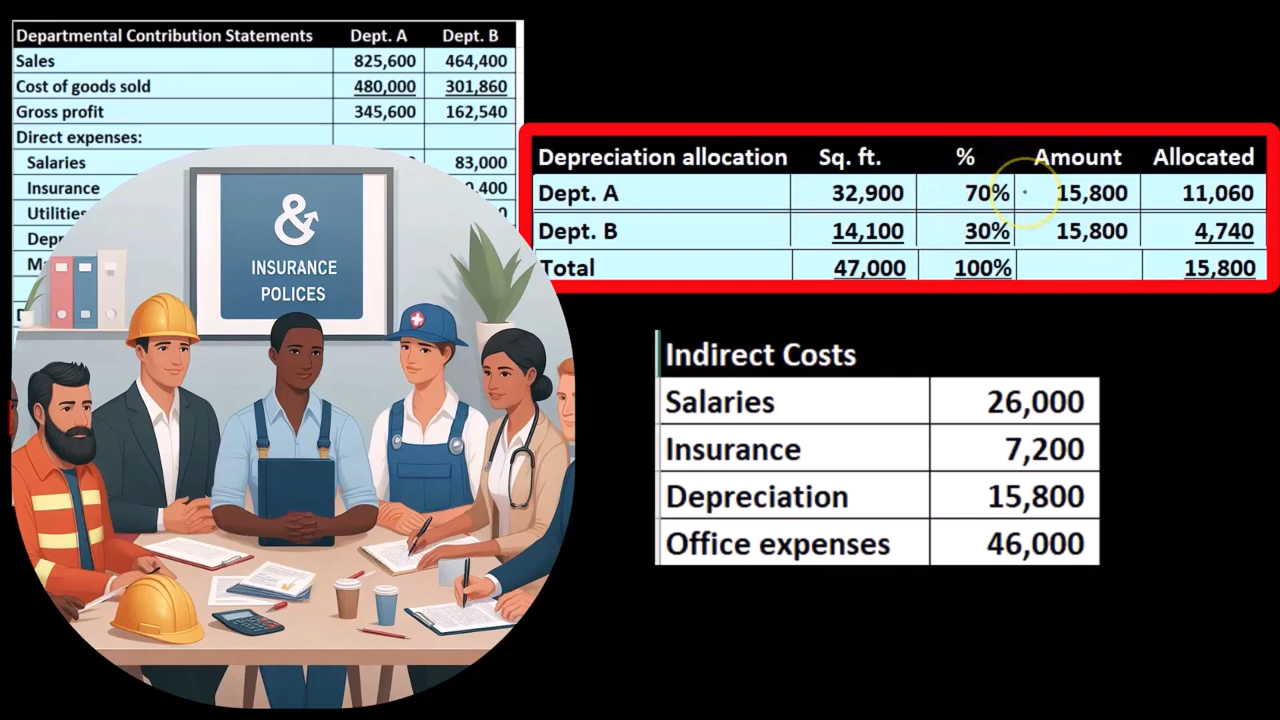 Departmental Contribution Statements Dept. A Dept. B
Sales 825,600 464,400
Cost of goods sold 480,000 301,860
Gross profit 345,600 162,540
Direct expenses:
Salaries 83,000
Insurance
Utilities
Depreciation allocation Sq. ft. % Amount Allocated
Dept. A 32,900 70% 15,800 11,060
Dept. B 14,100 30% 15,800 4,740
Total 47,000 100% 15,800
&
INSURANCE
POLICES
Indirect Costs
Salaries 26,000
Insurance 7,200
Depreciation 15,800
Office expenses 46,000